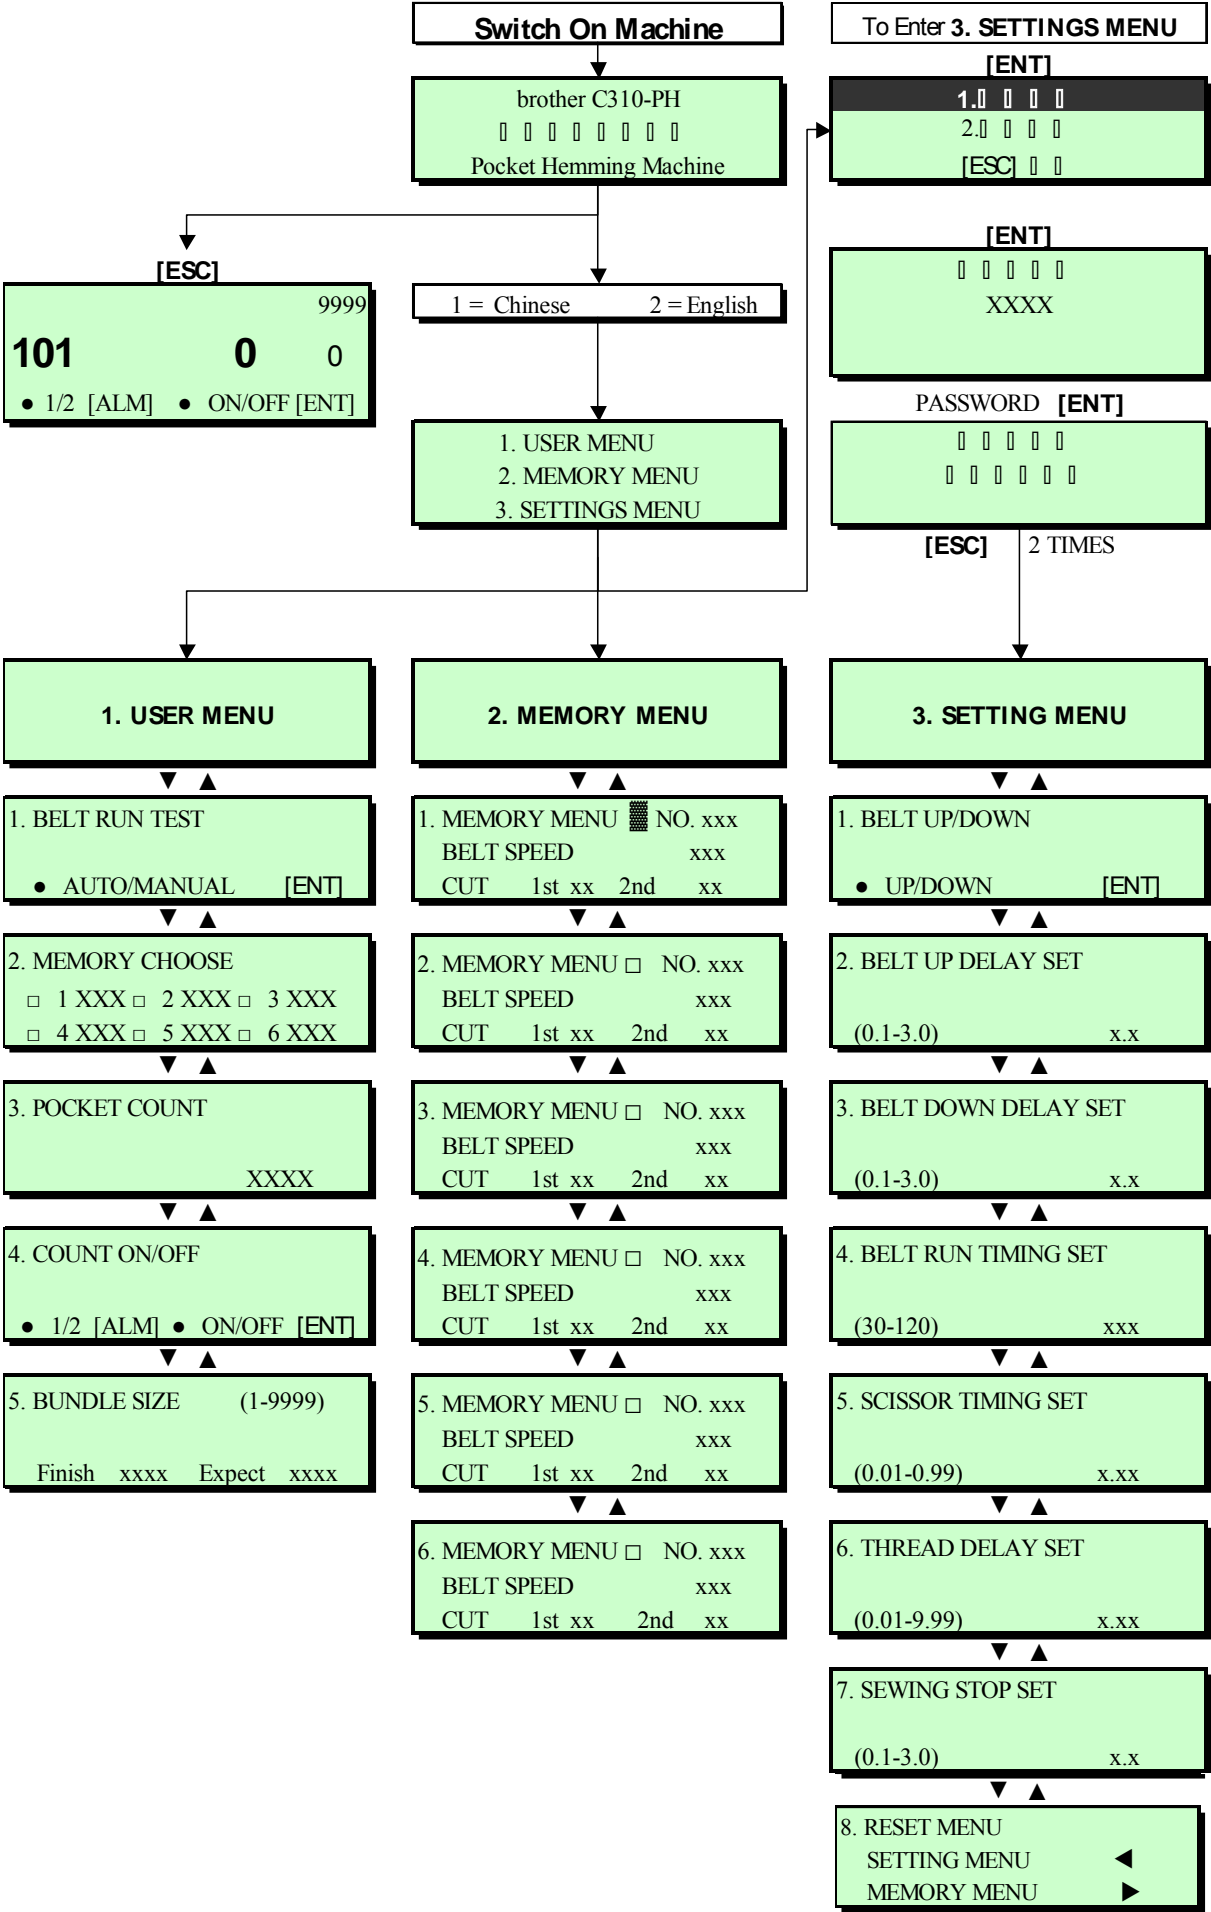 Switch On Machine
brother C310-PH
Pocket Hemming Machine
[ESC]
9999
101 0 0
● 1/2 [ALM] ● ON/OFF [ENT]
1 = Chinese 2 = English
1. USER MENU
2. MEMORY MENU
3. SETTINGS MENU
To Enter 3. SETTINGS MENU
[ENT]
1.
2.
[ESC]
[ENT]
XXXX
PASSWORD [ENT]
[ESC] 2 TIMES
1. USER MENU
▼ ▲
1. BELT RUN TEST
● AUTO/MANUAL [ENT]
▼ ▲
2. MEMORY CHOOSE
□ 1 XXX □ 2 XXX □ 3 XXX
□ 4 XXX □ 5 XXX □ 6 XXX
▼ ▲
3. POCKET COUNT
XXXX
▼ ▲
4. COUNT ON/OFF
● 1/2 [ALM] ● ON/OFF [ENT]
▼ ▲
5. BUNDLE SIZE (1-9999)
Finish xxxx Expect xxxx
2. MEMORY MENU
▼ ▲
1. MEMORY MENU ▓ NO. xxx
BELT SPEED xxx
CUT 1st xx 2nd xx
▼ ▲
2. MEMORY MENU □ NO. xxx
BELT SPEED xxx
CUT 1st xx 2nd xx
▼ ▲
3. MEMORY MENU □ NO. xxx
BELT SPEED xxx
CUT 1st xx 2nd xx
▼ ▲
4. MEMORY MENU □ NO. xxx
BELT SPEED xxx
CUT 1st xx 2nd xx
▼ ▲
5. MEMORY MENU □ NO. xxx
BELT SPEED xxx
CUT 1st xx 2nd xx
▼ ▲
6. MEMORY MENU □ NO. xxx
BELT SPEED xxx
CUT 1st xx 2nd xx
3. SETTING MENU
▼ ▲
1. BELT UP/DOWN
● UP/DOWN [ENT]
▼ ▲
2. BELT UP DELAY SET
(0.1-3.0) x.x
▼ ▲
3. BELT DOWN DELAY SET
(0.1-3.0) x.x
▼ ▲
4. BELT RUN TIMING SET
(30-120) xxx
▼ ▲
5. SCISSOR TIMING SET
(0.01-0.99) x.xx
▼ ▲
6. THREAD DELAY SET
(0.01-9.99) x.xx
▼ ▲
7. SEWING STOP SET
(0.1-3.0) x.x
▼ ▲
8. RESET MENU
SETTING MENU ◀
MEMORY MENU ▶